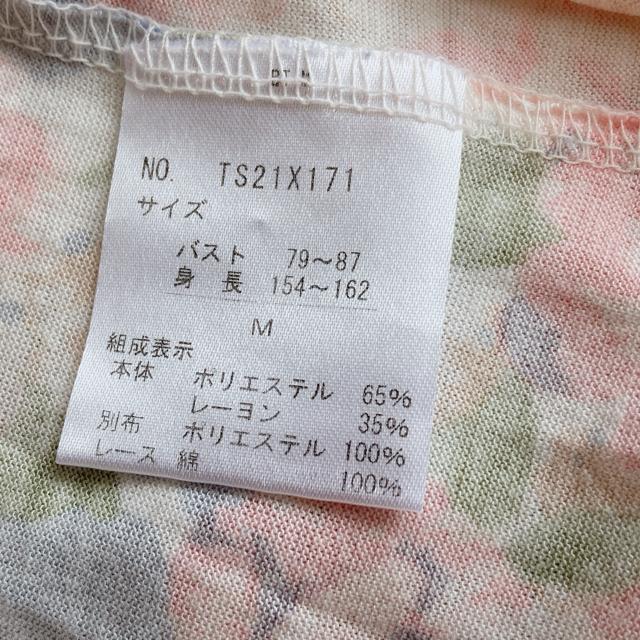 NO. TS21X171
サイズ
バスト 79～87
身 長 154～162
M
組成表示
本体 ポリエステル 65%
レーヨン 35%
別布 ポリエステル 100%
レース 綿 100%